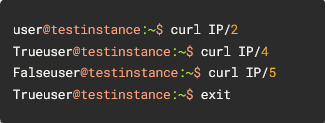 user@testinstance:~$ curl IP/2
Trueuser@testinstance:~$ curl IP/4
Falseuser@testinstance:~$ curl IP/5
Trueuser@testinstance:~$ exit